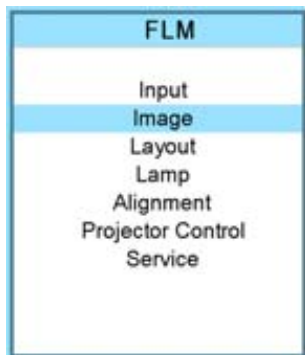 FLM
Input
Image
Layout
Lamp
Alignment
Projector Control
Service